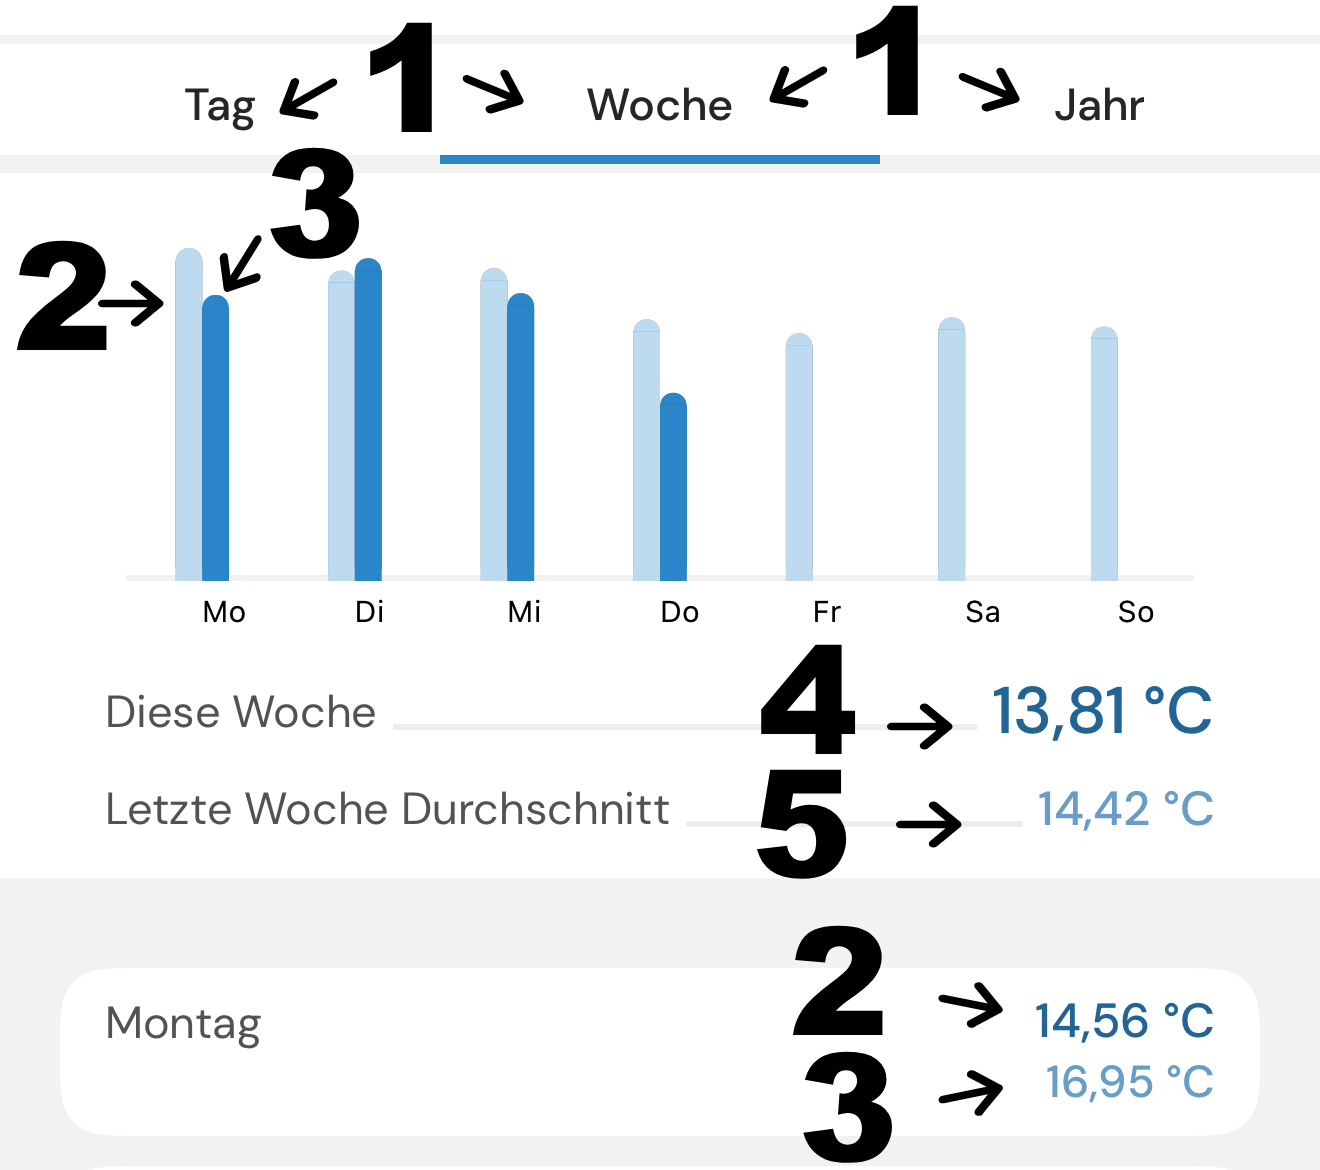 1 1
Tag Woche Jahr
3
2
Mo Di Mi Do Fr Sa So
Diese Woche 4 13,81 °C
Letzte Woche Durchschnitt 5 14,42 °C
Montag 2 14,56 °C
3 16,95 °C